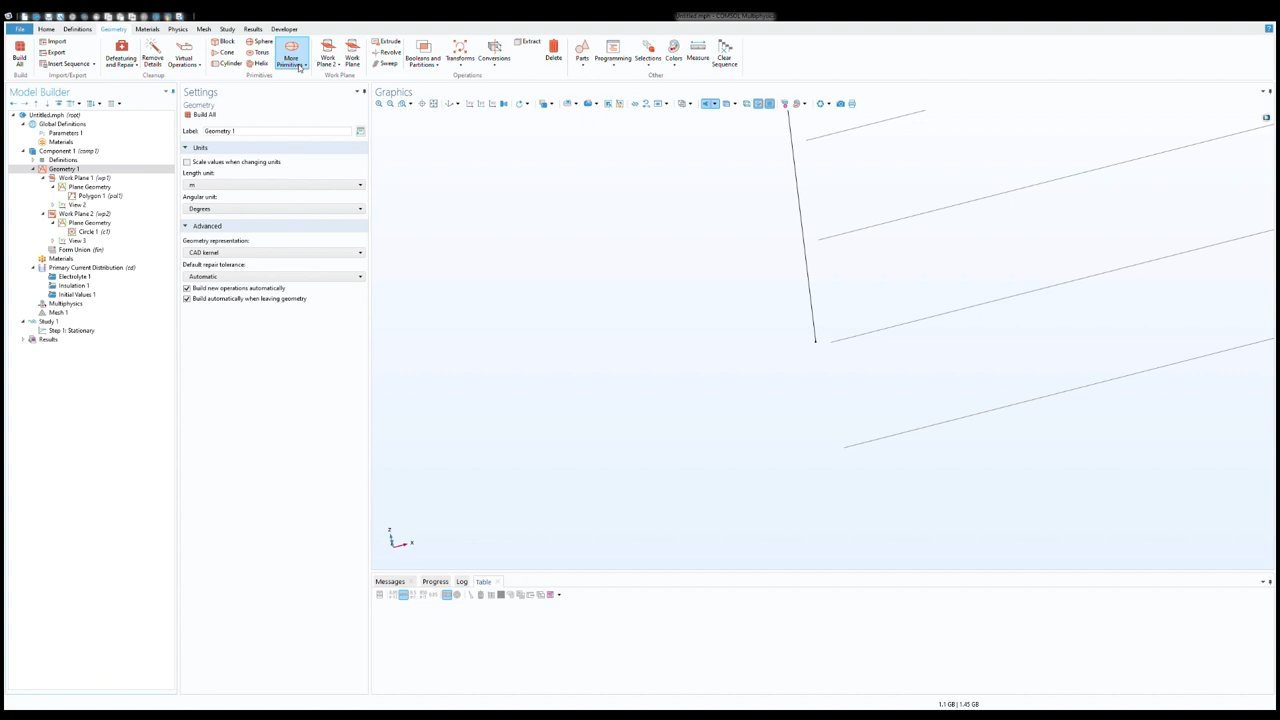 File Home Definitions Geometry Materials Physics Mesh Study Results Developer
Import Block Sphere Extrude Extract
Export Cone Torus Revolve
Insert Sequence Cylinder Helix Sweep
Build All Defeaturing and Repair Remove Details Virtual Operations More Primitives Work Plane 2 Work Plane Booleans and Partitions Transforms Conversions Delete Parts Programming Selections Colors Measure Clear Sequence
Build Import/Export Cleanup Primitives Work Plane Operations Other
Model Builder
Untitled.mph (root)
Global Definitions
Parameters 1
Materials
Component 1 (comp1)
Definitions
Geometry 1
Work Plane 1 (wp1)
Plane Geometry
Polygon 1 (pol1)
View 2
Work Plane 2 (wp2)
Plane Geometry
Circle 1 (c1)
View 3
Form Union (fin)
Materials
Primary Current Distribution (cd)
Electrolyte 1
Insulation 1
Initial Values 1
Multiphysics
Mesh 1
Study 1
Step 1: Stationary
Results
Settings
Geometry
Build All
Label: Geometry 1
Units
Scale values when changing units
Length unit:
m
Angular unit:
Degrees
Advanced
Geometry representation:
CAD kernel
Default repair tolerance:
Automatic
Build new operations automatically
Build automatically when leaving geometry
Graphics
z
x
Messages Progress Log Table
1.1 GB | 1.45 GB